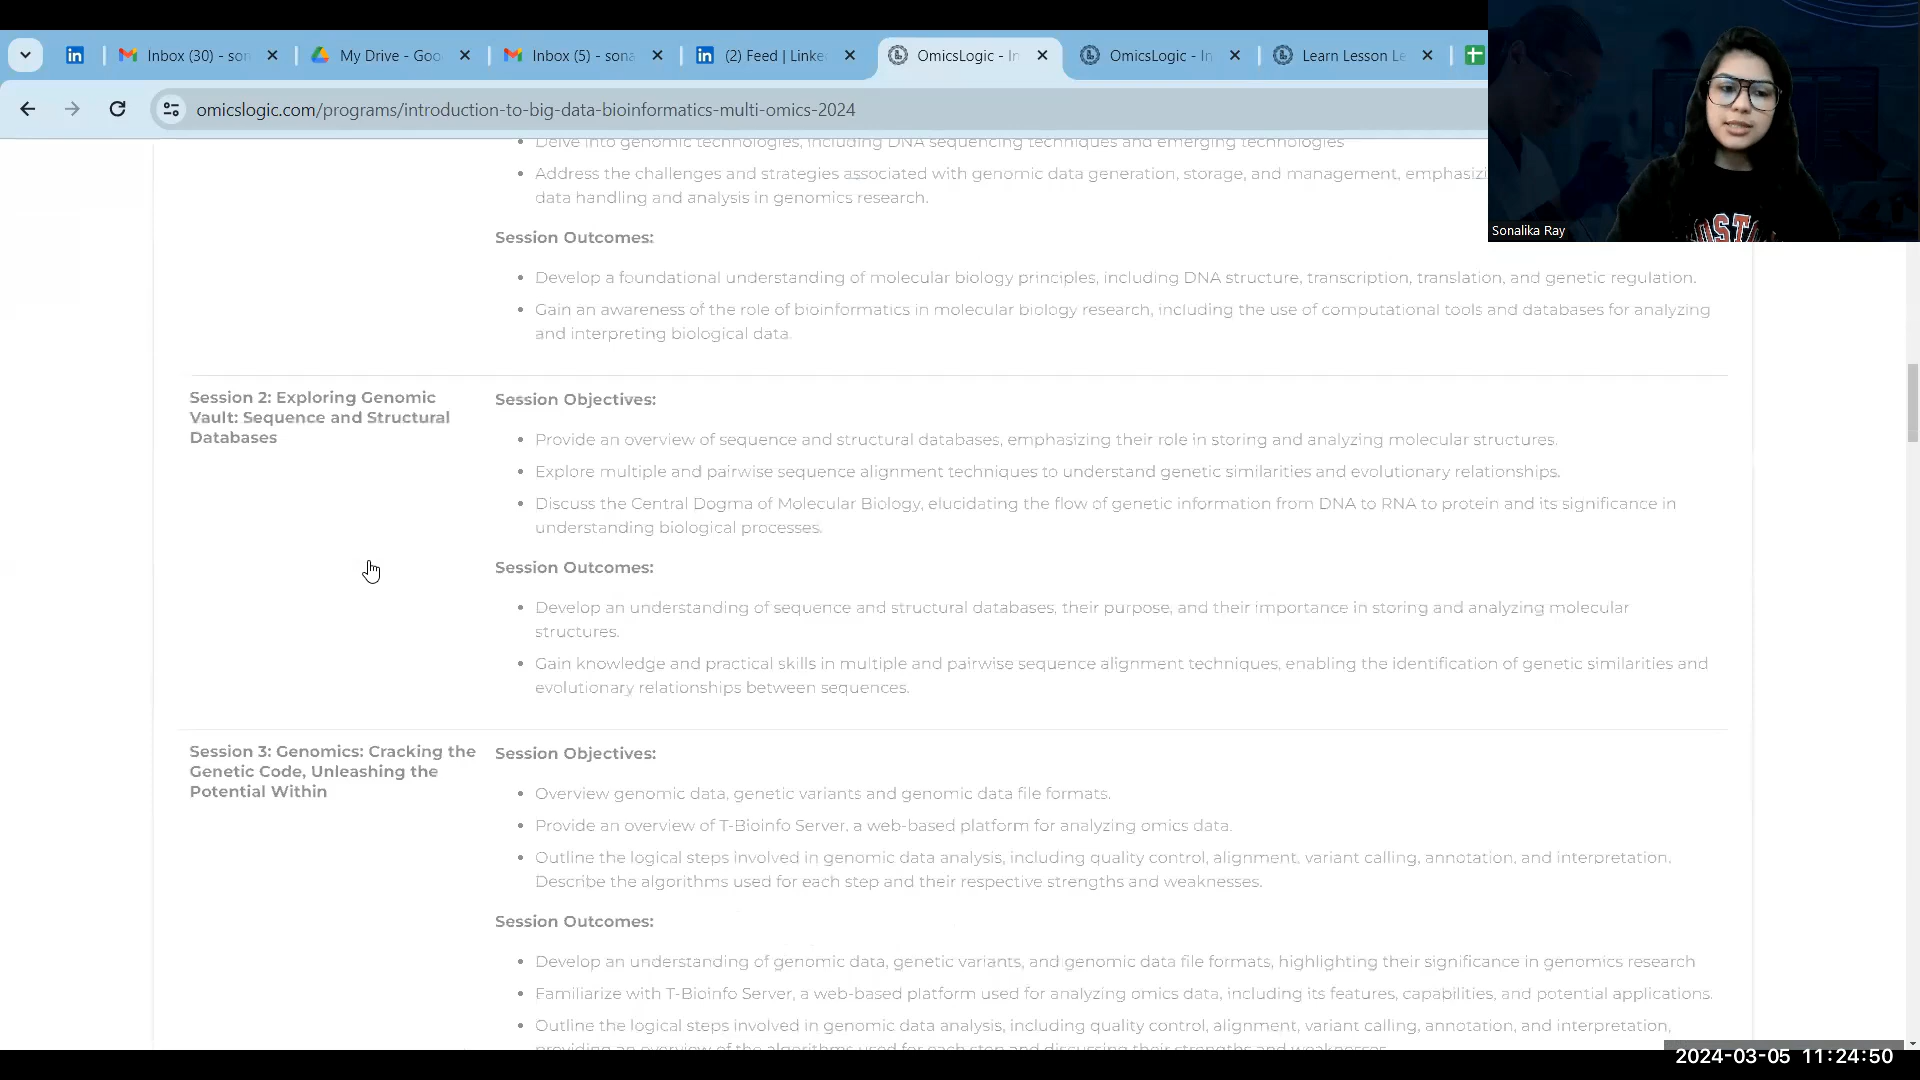 Inbox (30) - son
My Drive - Goo
Inbox (5) - sona
(2) Feed | Linke
OmicsLogic - In
OmicsLogic - In
Learn Lesson Le
omicslogic.com/programs/introduction-to-big-data-bioinformatics-multi-omics-2024
OST
Sonalika Ray
• Delve into genomic technologies, including DNA sequencing techniques and emerging technologies
• Address the challenges and strategies associated with genomic data generation, storage, and management, emphasizi
data handling and analysis in genomics research.
Session Outcomes:
• Develop a foundational understanding of molecular biology principles, including DNA structure, transcription, translation, and genetic regulation.
• Gain an awareness of the role of bioinformatics in molecular biology research, including the use of computational tools and databases for analyzing
and interpreting biological data.
Session 2: Exploring Genomic
Vault: Sequence and Structural
Databases
Session Objectives:
• Provide an overview of sequence and structural databases, emphasizing their role in storing and analyzing molecular structures.
• Explore multiple and pairwise sequence alignment techniques to understand genetic similarities and evolutionary relationships.
• Discuss the Central Dogma of Molecular Biology, elucidating the flow of genetic information from DNA to RNA to protein and its significance in
understanding biological processes.
Session Outcomes:
• Develop an understanding of sequence and structural databases, their purpose, and their importance in storing and analyzing molecular
structures.
• Gain knowledge and practical skills in multiple and pairwise sequence alignment techniques, enabling the identification of genetic similarities and
evolutionary relationships between sequences.
Session 3: Genomics: Cracking the
Genetic Code, Unleashing the
Potential Within
Session Objectives:
• Overview genomic data, genetic variants and genomic data file formats.
• Provide an overview of T-Bioinfo Server, a web-based platform for analyzing omics data.
• Outline the logical steps involved in genomic data analysis, including quality control, alignment, variant calling, annotation, and interpretation.
Describe the algorithms used for each step and their respective strengths and weaknesses.
Session Outcomes:
• Develop an understanding of genomic data, genetic variants, and genomic data file formats, highlighting their significance in genomics research
• Familiarize with T-Bioinfo Server, a web-based platform used for analyzing omics data, including its features, capabilities, and potential applications.
• Outline the logical steps involved in genomic data analysis, including quality control, alignment, variant calling, annotation, and interpretation,
providing an overview of the algorithms used for each step and discussing their strengths and weaknesses.
2024-03-05 11:24:50